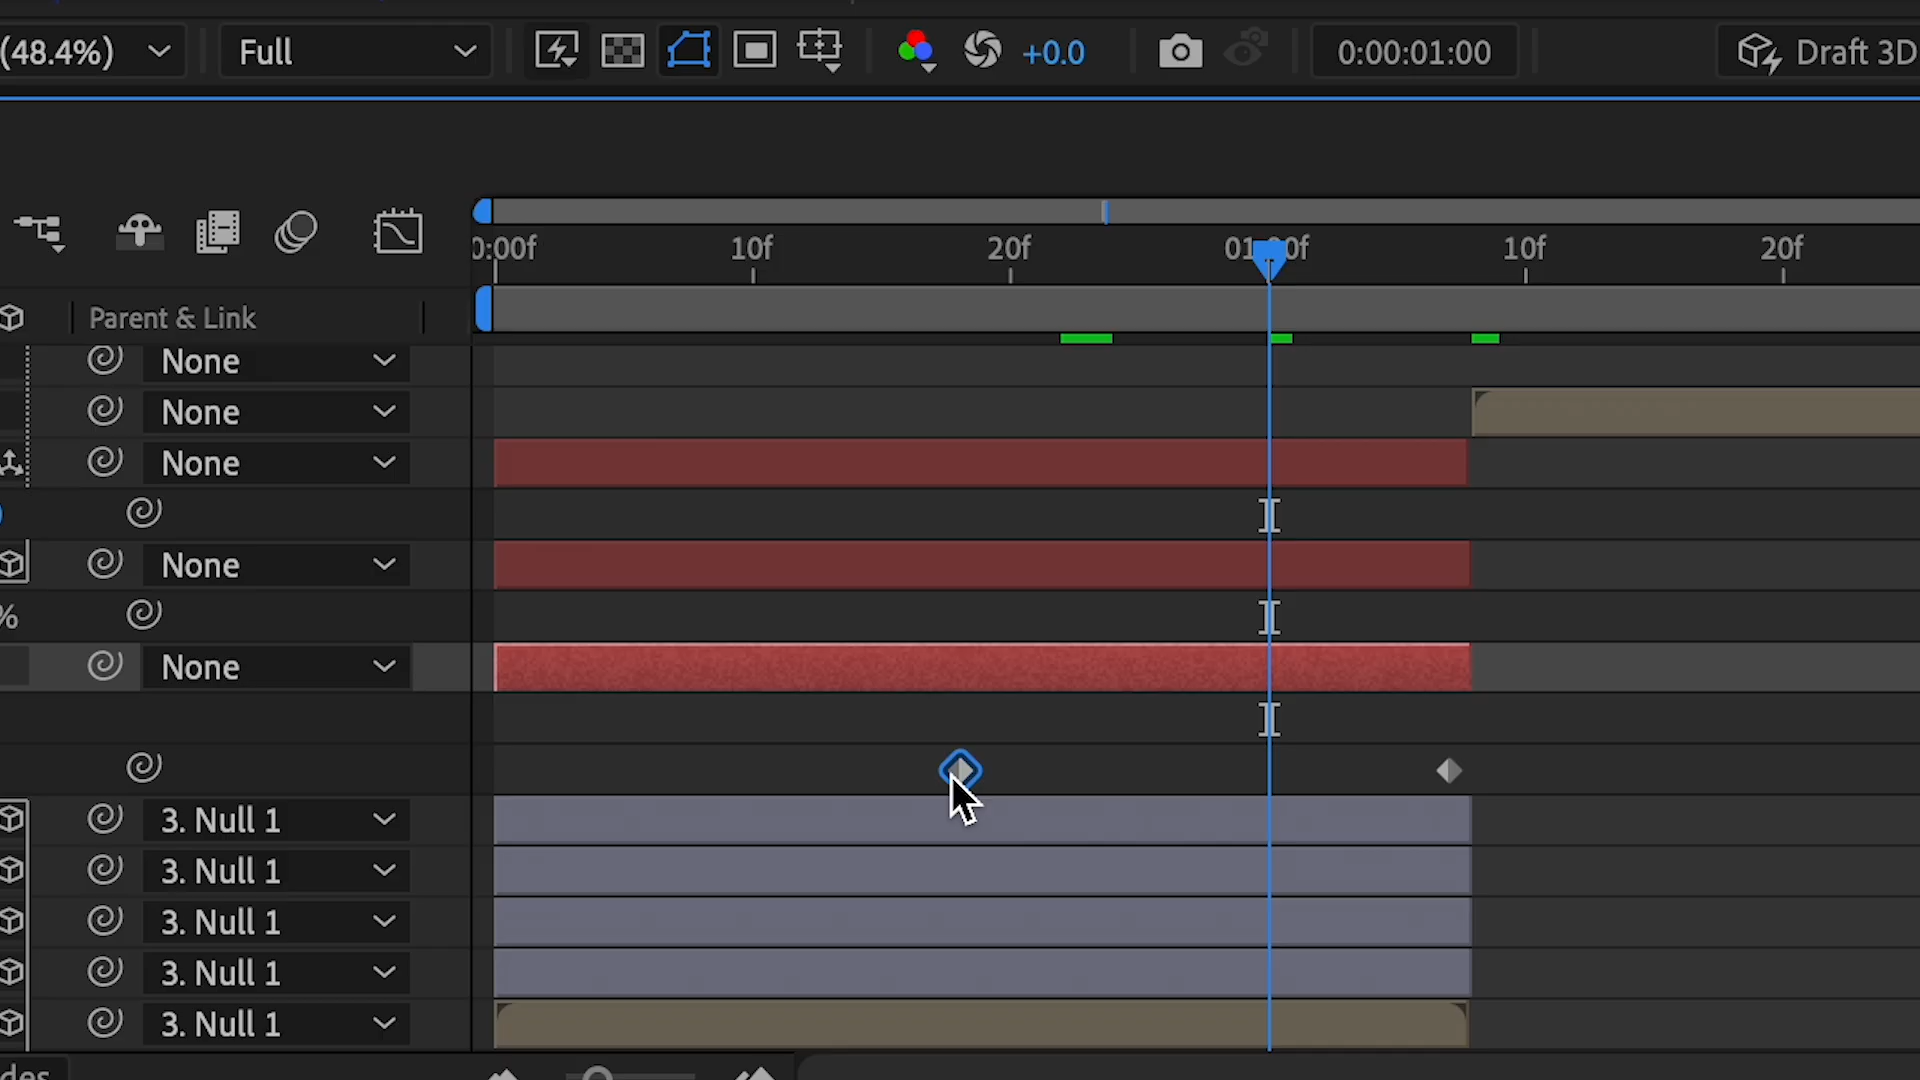 (48.4%) Full +0.0 0:00:01:00 Draft 3D
0:00f 10f 20f 01:00f 10f 20f
Parent & Link
None
None
None
None
%
None
3. Null 1
3. Null 1
3. Null 1
3. Null 1
3. Null 1